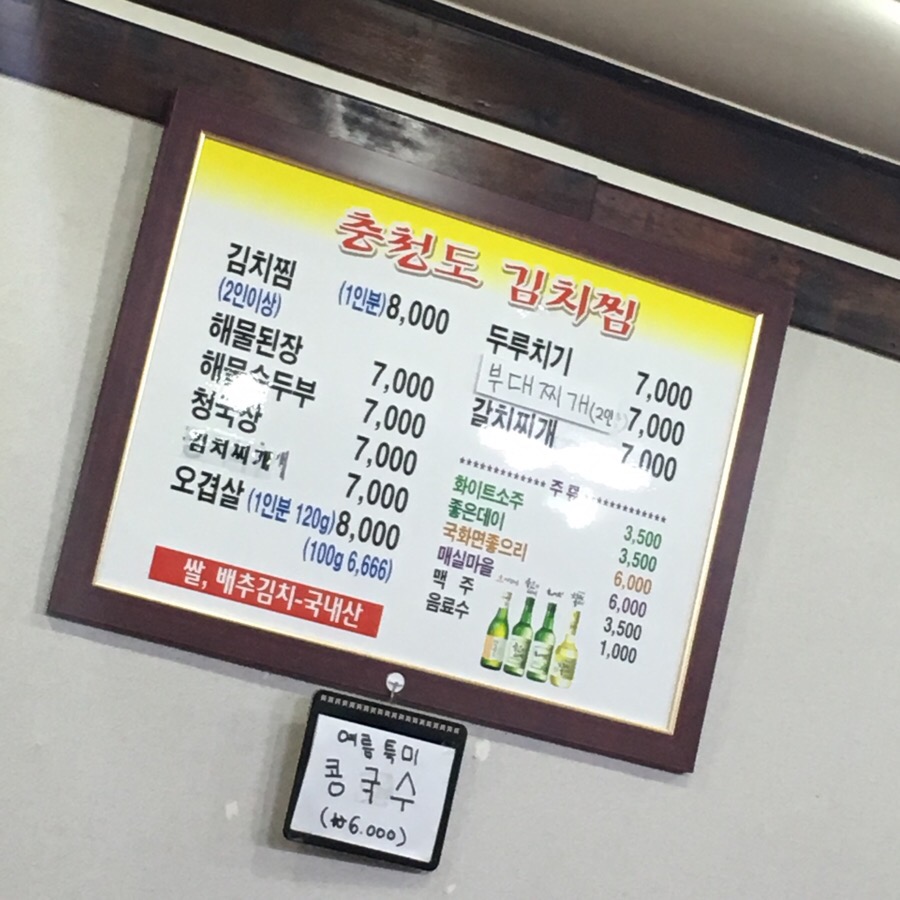 충청도 김치찜
김치찜 (1인분)8,000
(2인이상)
해물된장 7,000
해물순두부 7,000
청국장 7,000
김치찌개 7,000
오겹살 (1인분 120g)8,000
(100g 6,666)
쌀, 배추김치-국내산
두루치기 7,000
부대찌개(2인) 7,000
갈치찌개 7,000
************ 주 류 ************
화이트소주 3,500
좋은데이 3,500
국화면좋으리 6,000
매실마을 6,000
맥 주 3,500
음료수 1,000
여름특미
콩국수
(₩6.000)